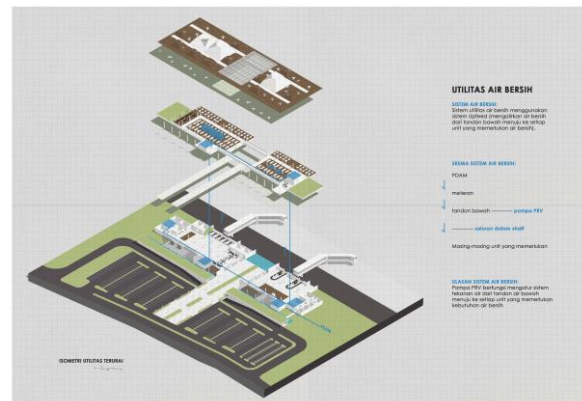 UTILITAS AIR BERSIH
SISTEM AIR BERSIH:
Sistem utilitas air bersih menggunakan
sistem upfeed (mengalirkan air bersih
dari tandon bawah menuju ke setiap
unit yang memerlukan air bersih).
SKEMA SISTEM AIR BERSIH:
PDAM
meteran
tandon bawah ---------- pompa PRV
---------- saluran dalam shaft
Masing-masing unit yang memerlukan
ULASAN SISTEM AIR BERSIH:
Pompa PRV berfungsi mengatur sistem
tekanan air dari tandon air bawah
menuju ke setiap unit yang memerlukan
kebutuhan air bersih
PDAM
ISOMETRI UTILITAS TERURAI